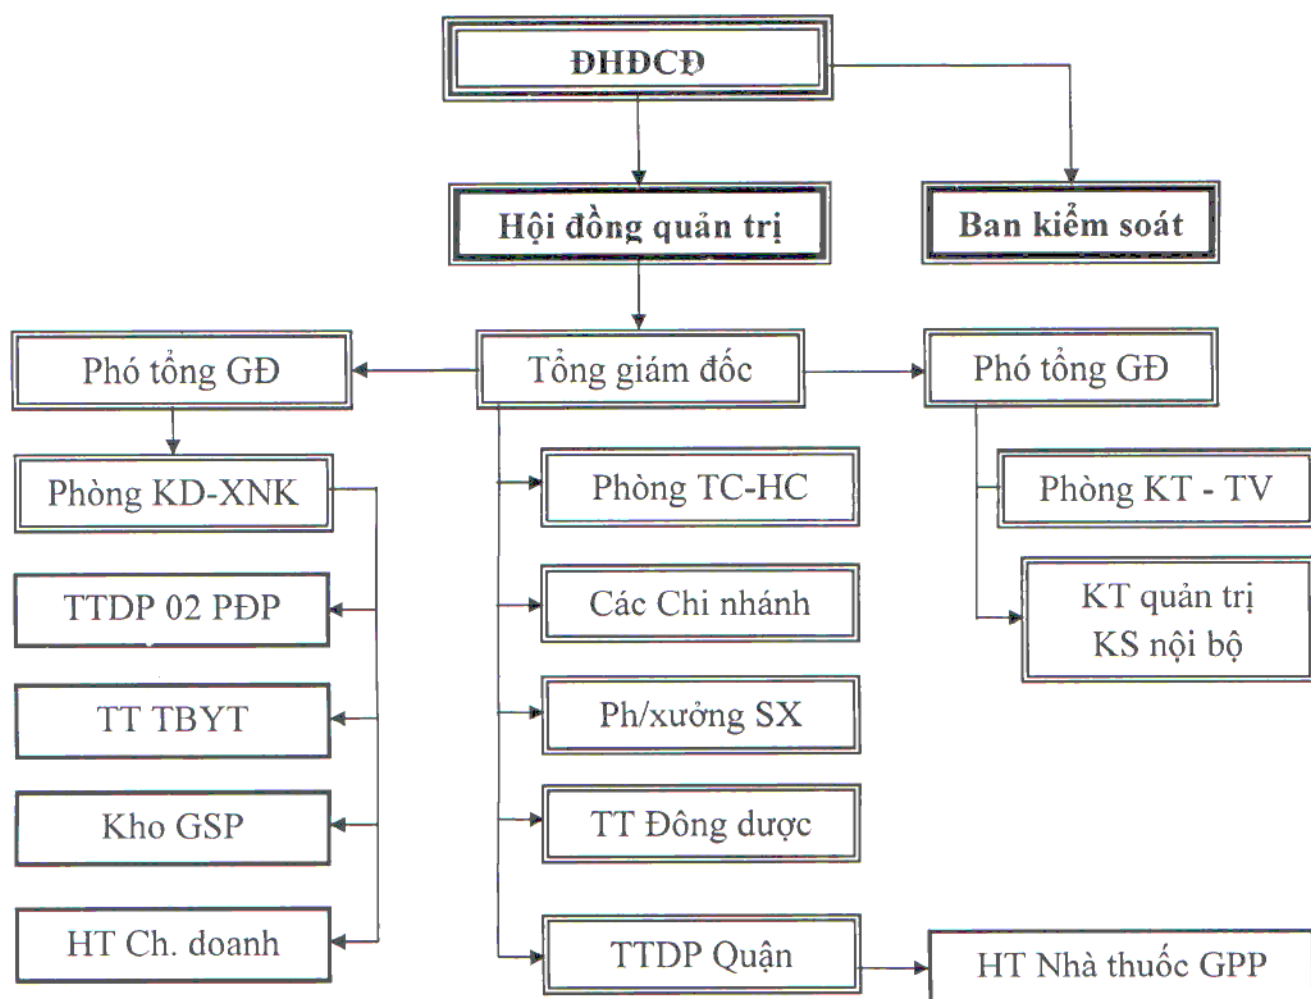 ĐHĐCĐ
Hội đồng quản trị
Ban kiểm soát
Phó tổng GĐ
Tổng giám đốc
Phó tổng GĐ
Phòng KD-XNK
Phòng TC-HC
Phòng KT - TV
TTDP 02 PĐP
Các Chi nhánh
KT quản trị
KS nội bộ
TT TBYT
Ph/xưởng SX
Kho GSP
TT Đông dược
HT Ch. doanh
TTDP Quận
HT Nhà thuốc GPP